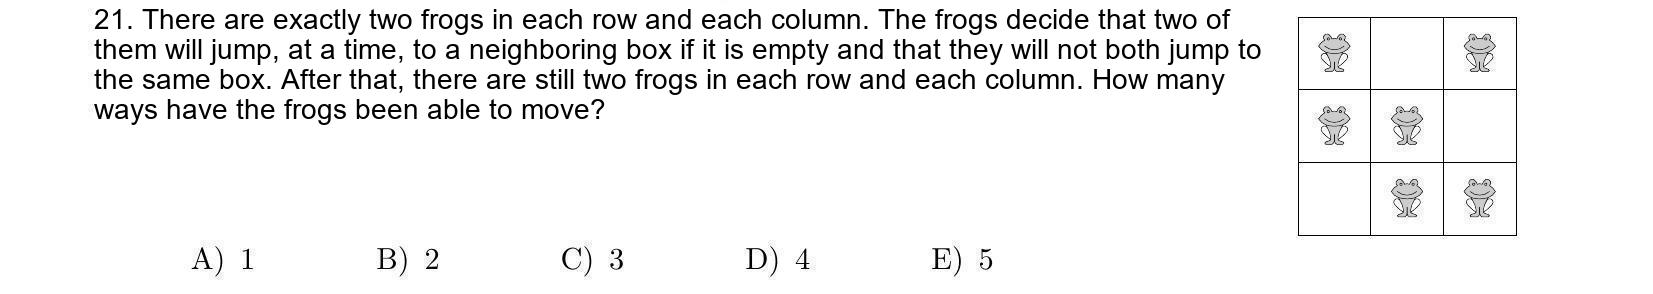 21. There are exactly two frogs in each row and each column. The frogs decide that two of
them will jump, at a time, to a neighboring box if it is empty and that they will not both jump to
the same box. After that, there are still two frogs in each row and each column. How many
ways have the frogs been able to move?
A) 1 B) 2 C) 3 D) 4 E) 5